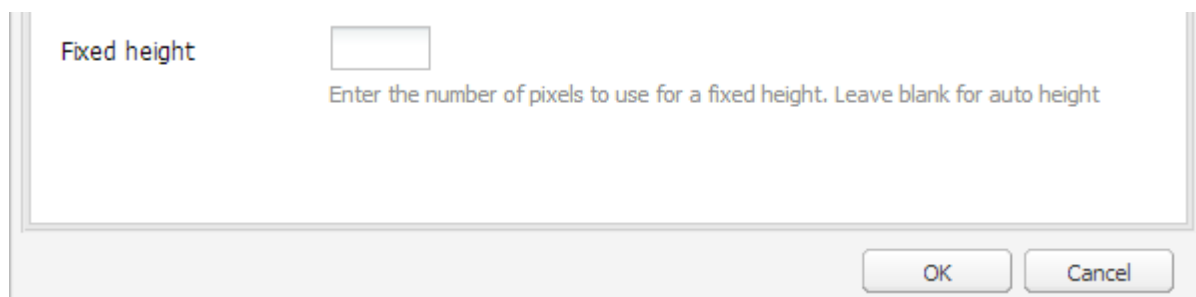 Fixed height
Enter the number of pixels to use for a fixed height. Leave blank for auto height
OK
Cancel